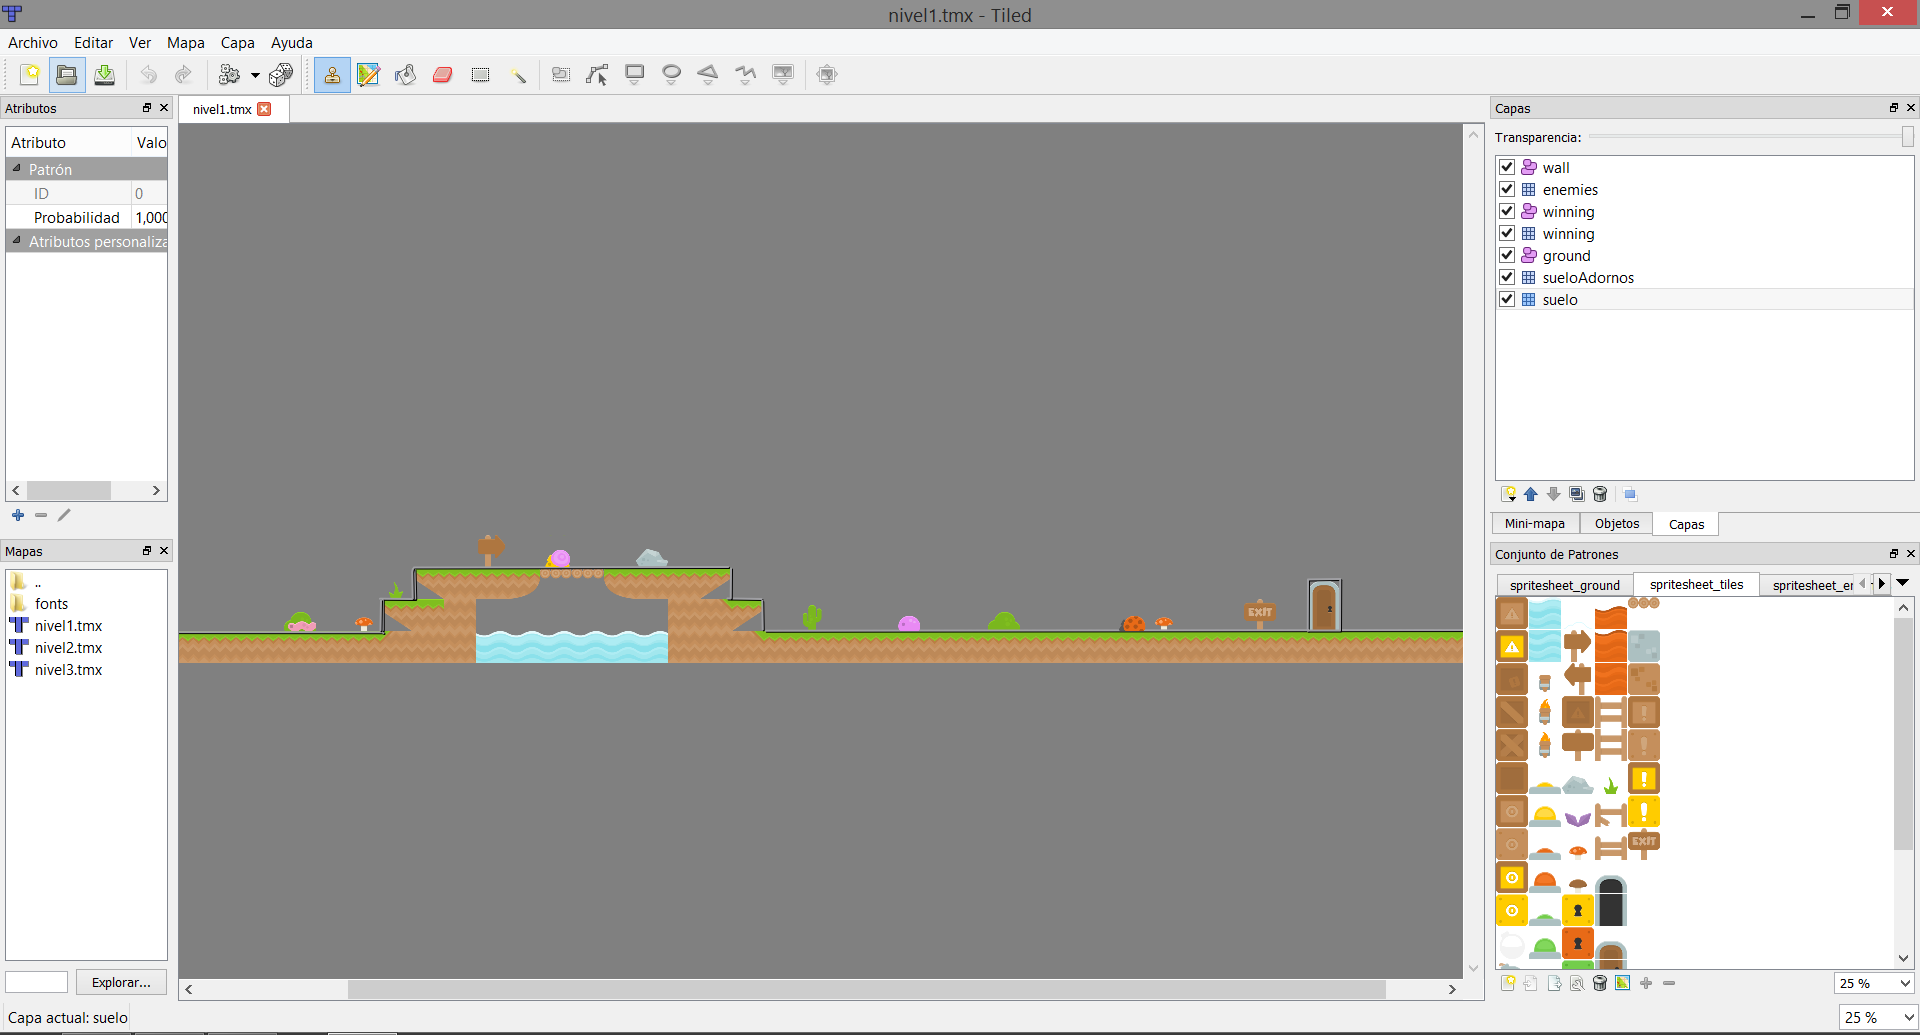 nivel1.tmx - Tiled
Archivo Editar Ver Mapa Capa Ayuda
Atributos
Atributo Valo
Patrón
ID 0
Probabilidad 1,000
Atributos personaliza
Mapas
..
fonts
nivel1.tmx
nivel2.tmx
nivel3.tmx
Explorar...
Capa actual: suelo
nivel1.tmx
EXIT
Capas
Transparencia:
wall
enemies
winning
winning
ground
sueloAdornos
suelo
Mini-mapa Objetos Capas
Conjunto de Patrones
spritesheet_ground spritesheet_tiles spritesheet_er
EXIT
25 %
25 %